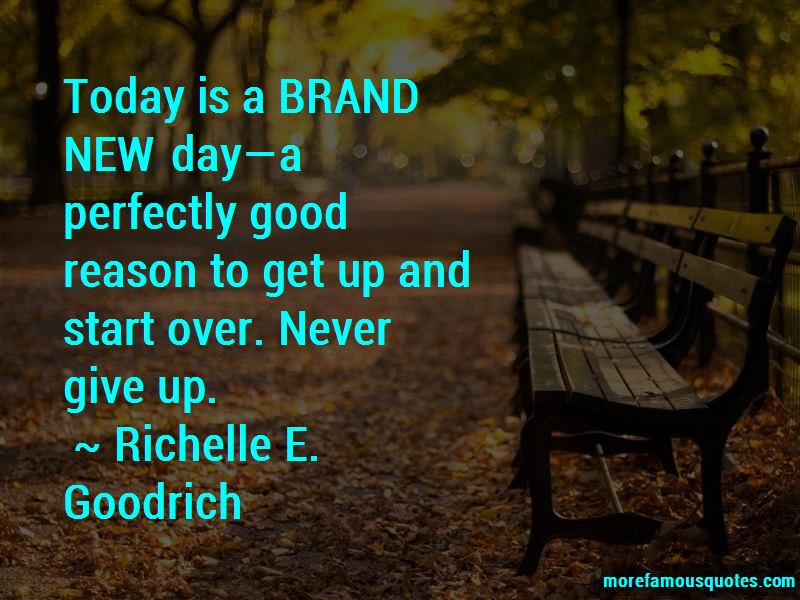 Today is a BRAND
NEW day—a
perfectly good
reason to get up and
start over. Never
give up.
~ Richelle E.
Goodrich
morefamousquotes.com